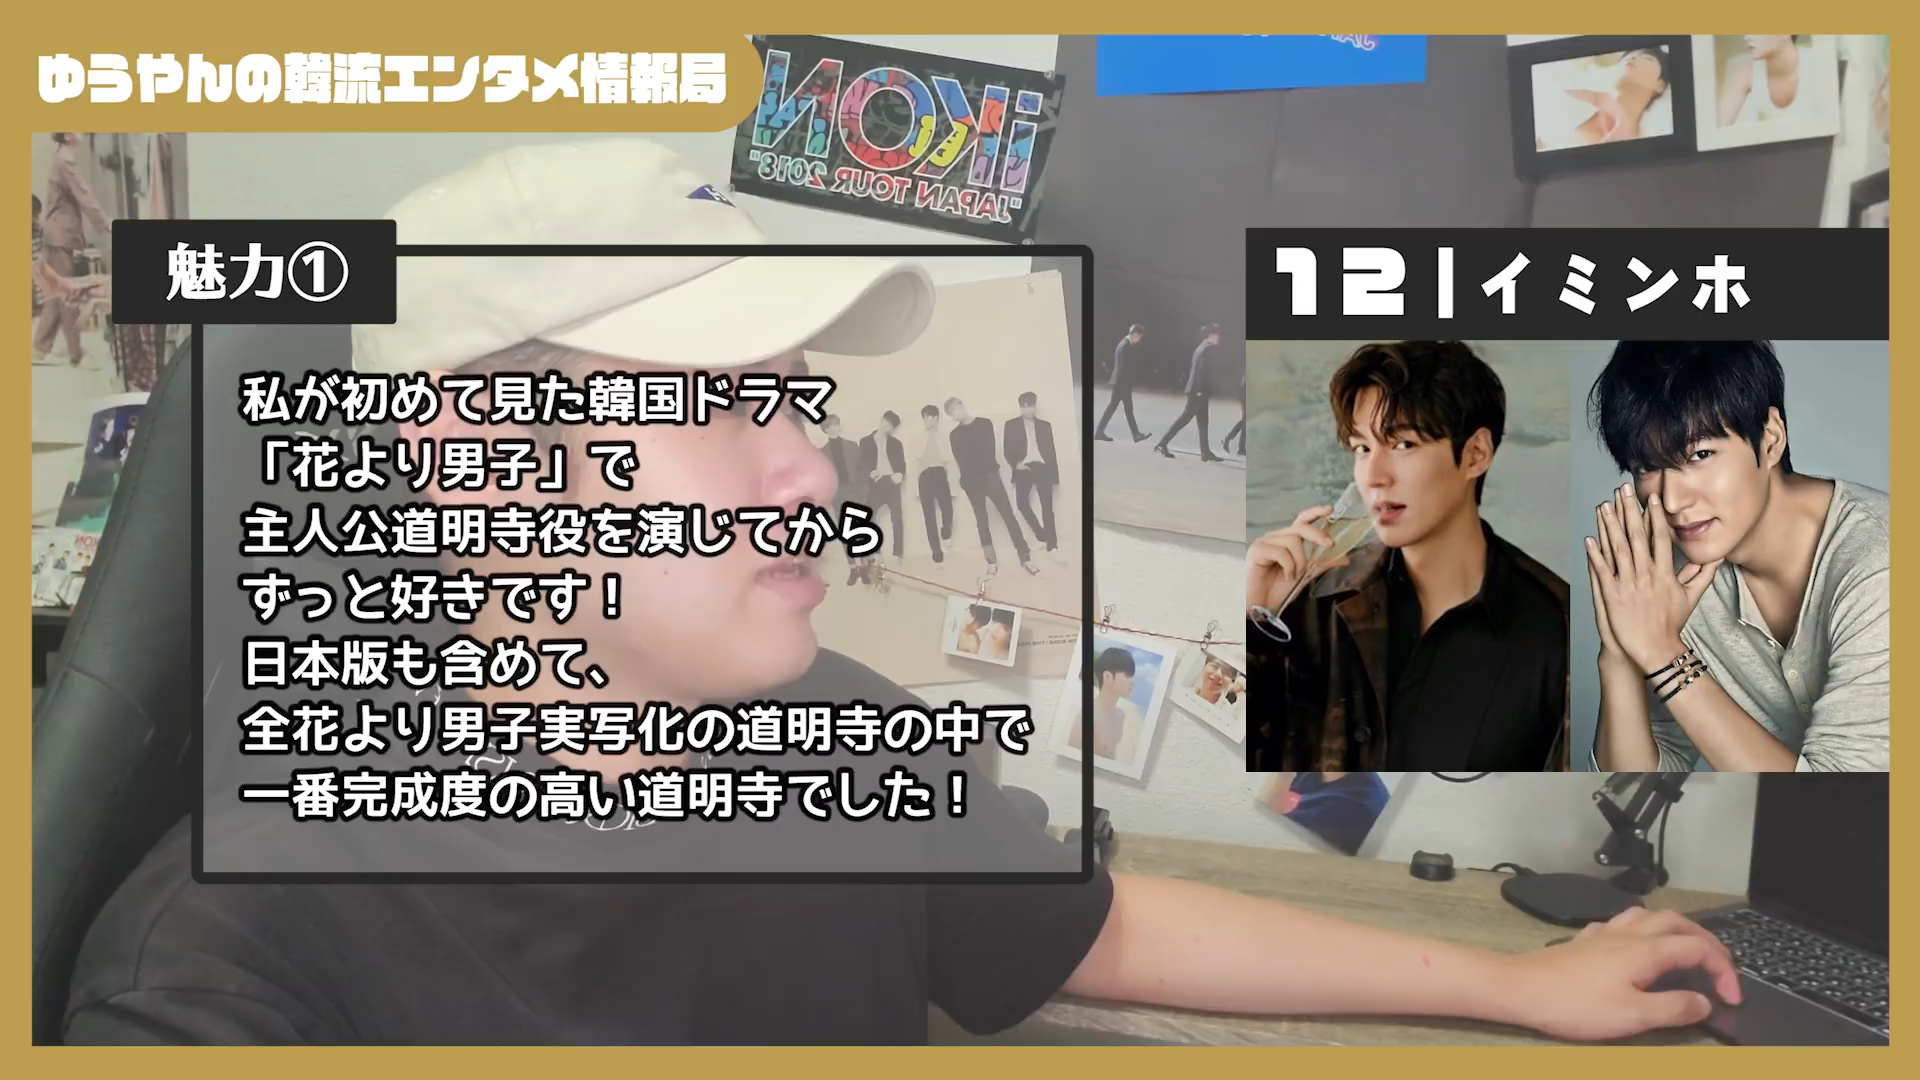 ゆうやんの韓流エンタメ情報局
iKON
"JAPAN TOUR 2018"
魅力①
私が初めて見た韓国ドラマ
「花より男子」で
主人公道明寺役を演じてから
ずっと好きです！
日本版も含めて、
全花より男子実写化の道明寺の中で
一番完成度の高い道明寺でした！
12|イミンホ